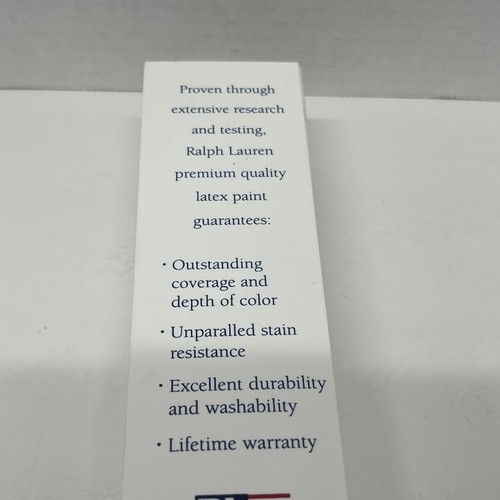 Proven through
extensive research
and testing,
Ralph Lauren
premium quality
latex paint
guarantees:
· Outstanding
coverage and
depth of color
· Unparalled stain
resistance
· Excellent durability
and washability
· Lifetime warranty